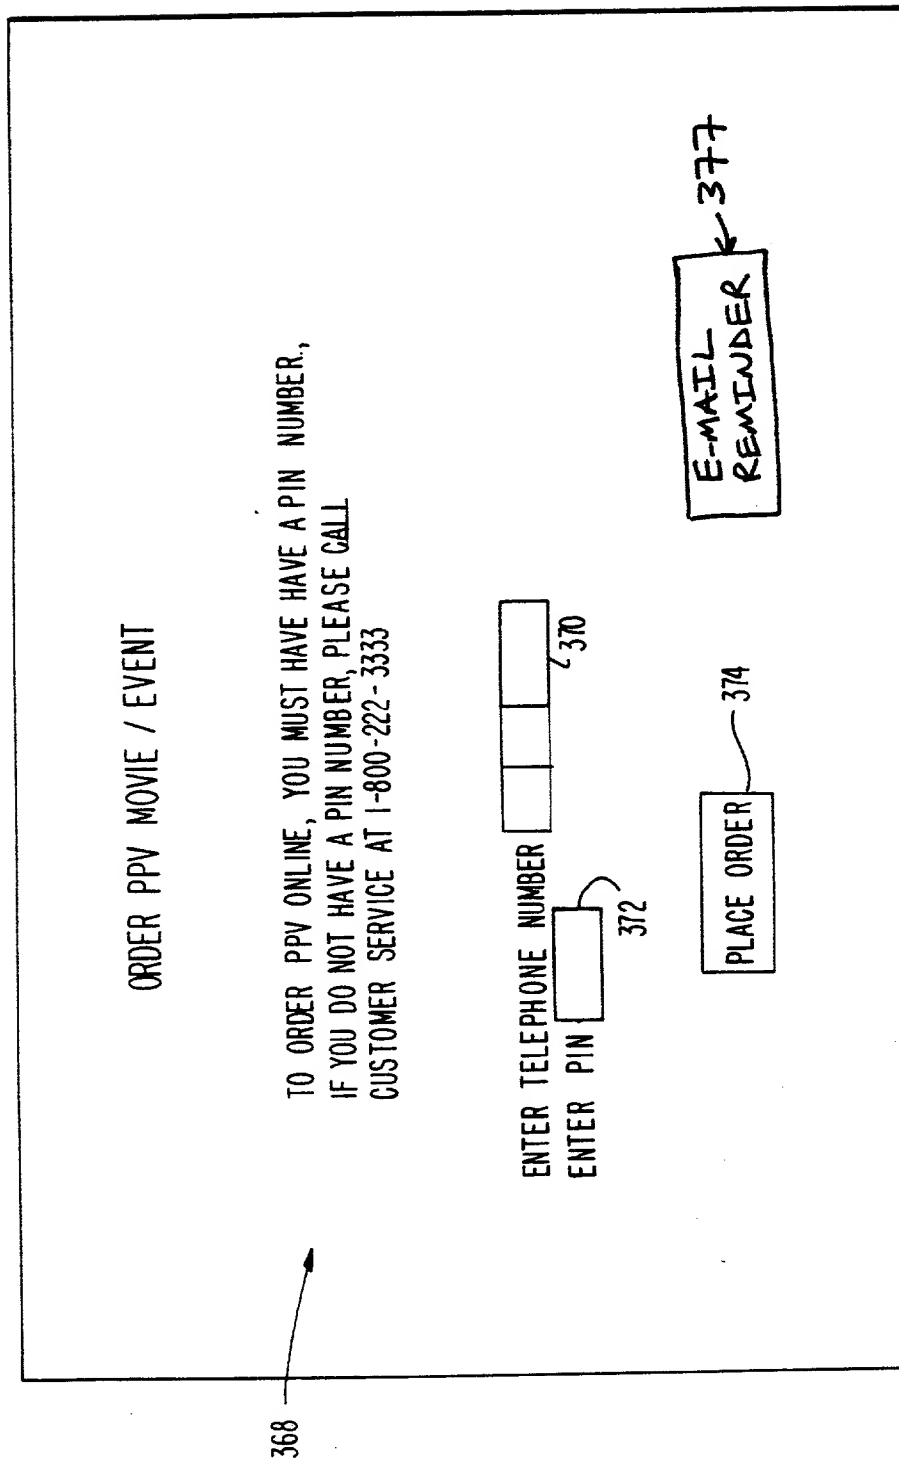 ORDER PPV MOVIE / EVENT
368
TO ORDER PPV ONLINE, YOU MUST HAVE HAVE A PIN NUMBER.,
IF YOU DO NOT HAVE A PIN NUMBER, PLEASE CALL
CUSTOMER SERVICE AT 1-800-222-3333
ENTER TELEPHONE NUMBER
370
ENTER PIN
372
PLACE ORDER
374
E-MAIL
REMINDER
377